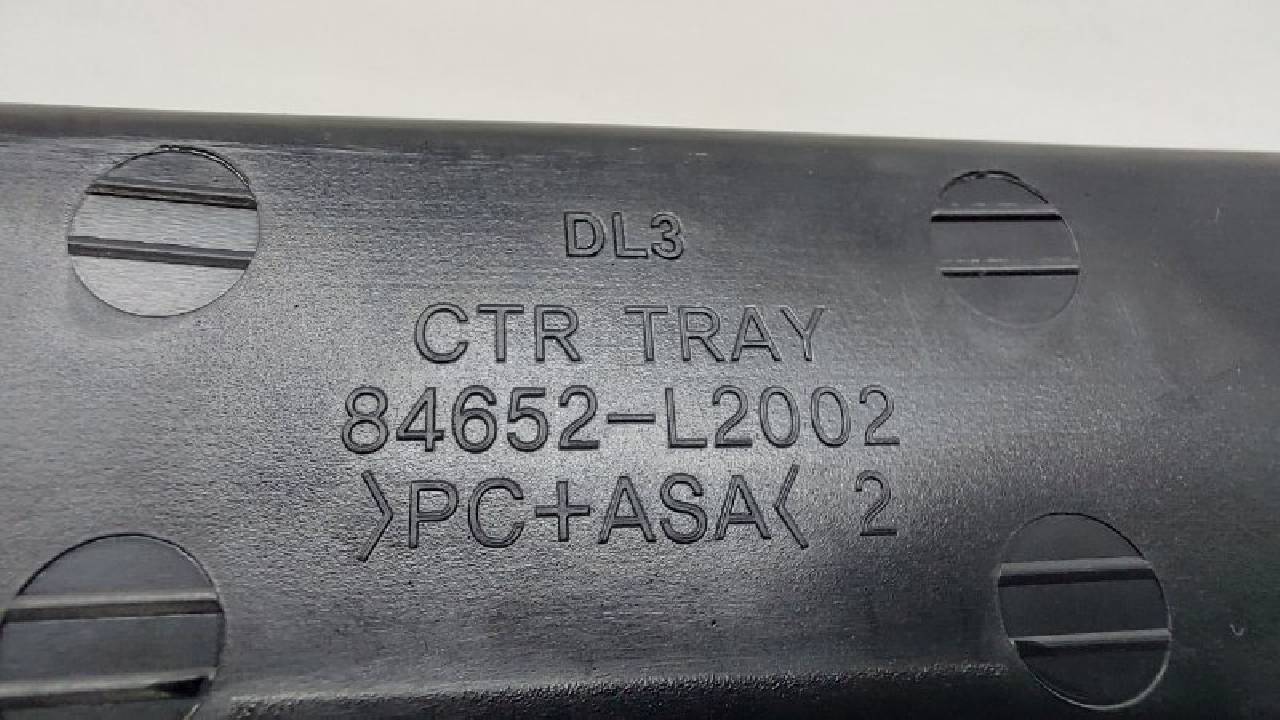 DL3
CTR TRAY
84652-L2002
>PC+ASA< 2